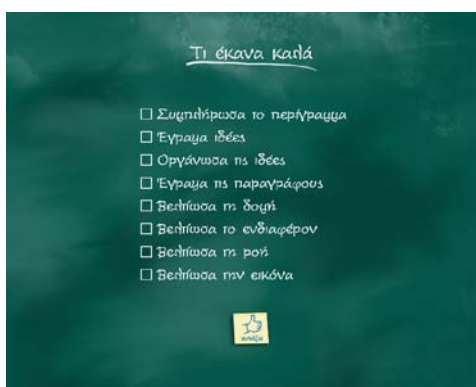 Τι έκανα καλά
Συμπλήρωσα το περίγραμμα
Έγραψα ιδέες
Οργάνωσα τις ιδέες
Έγραψα τις παραγράφους
Βελτίωσα τη δομή
Βελτίωσα το ενδιαφέρον
Βελτίωσα τη ροή
Βελτίωσα την εικόνα